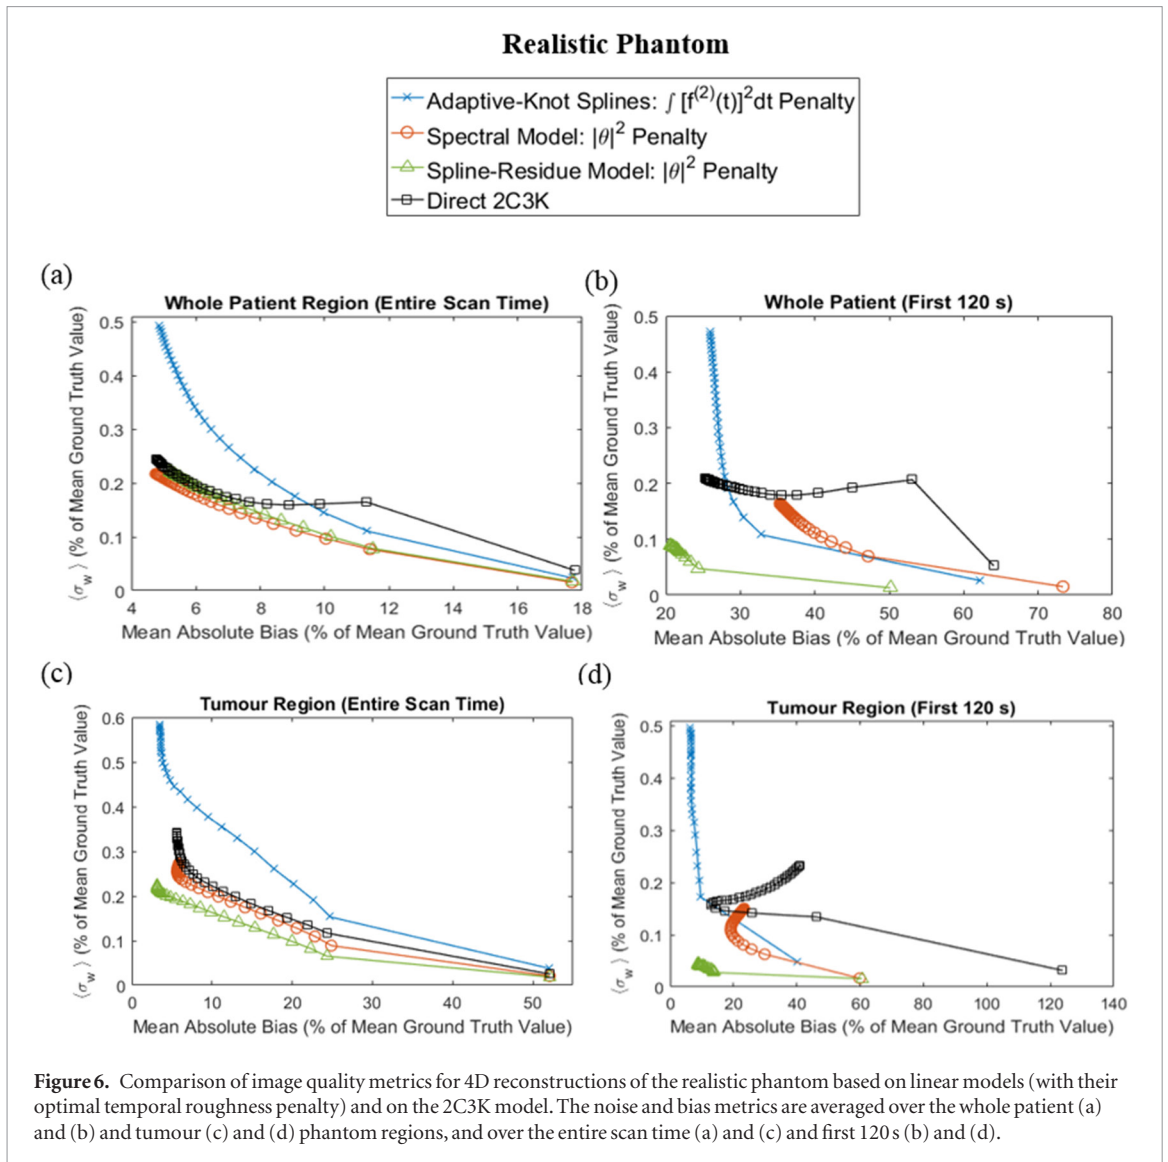 Realistic Phantom
Adaptive-Knot Splines: ∫ [f⁽²⁾(t)]²dt Penalty
Spectral Model: |θ|² Penalty
Spline-Residue Model: |θ|² Penalty
Direct 2C3K
(a)
Whole Patient Region (Entire Scan Time)
⟨σ_w⟩ (% of Mean Ground Truth Value)
0.5
0.4
0.3
0.2
0.1
0
4 6 8 10 12 14 16 18
Mean Absolute Bias (% of Mean Ground Truth Value)
(b)
Whole Patient (First 120 s)
⟨σ_w⟩ (% of Mean Ground Truth Value)
0.5
0.4
0.3
0.2
0.1
0
20 30 40 50 60 70 80
Mean Absolute Bias (% of Mean Ground Truth Value)
(c)
Tumour Region (Entire Scan Time)
⟨σ_w⟩ (% of Mean Ground Truth Value)
0.6
0.5
0.4
0.3
0.2
0.1
0
0 10 20 30 40 50
Mean Absolute Bias (% of Mean Ground Truth Value)
(d)
Tumour Region (First 120 s)
⟨σ_w⟩ (% of Mean Ground Truth Value)
0.5
0.4
0.3
0.2
0.1
0
0 20 40 60 80 100 120 140
Mean Absolute Bias (% of Mean Ground Truth Value)
Figure 6. Comparison of image quality metrics for 4D reconstructions of the realistic phantom based on linear models (with their
optimal temporal roughness penalty) and on the 2C3K model. The noise and bias metrics are averaged over the whole patient (a)
and (b) and tumour (c) and (d) phantom regions, and over the entire scan time (a) and (c) and first 120 s (b) and (d).